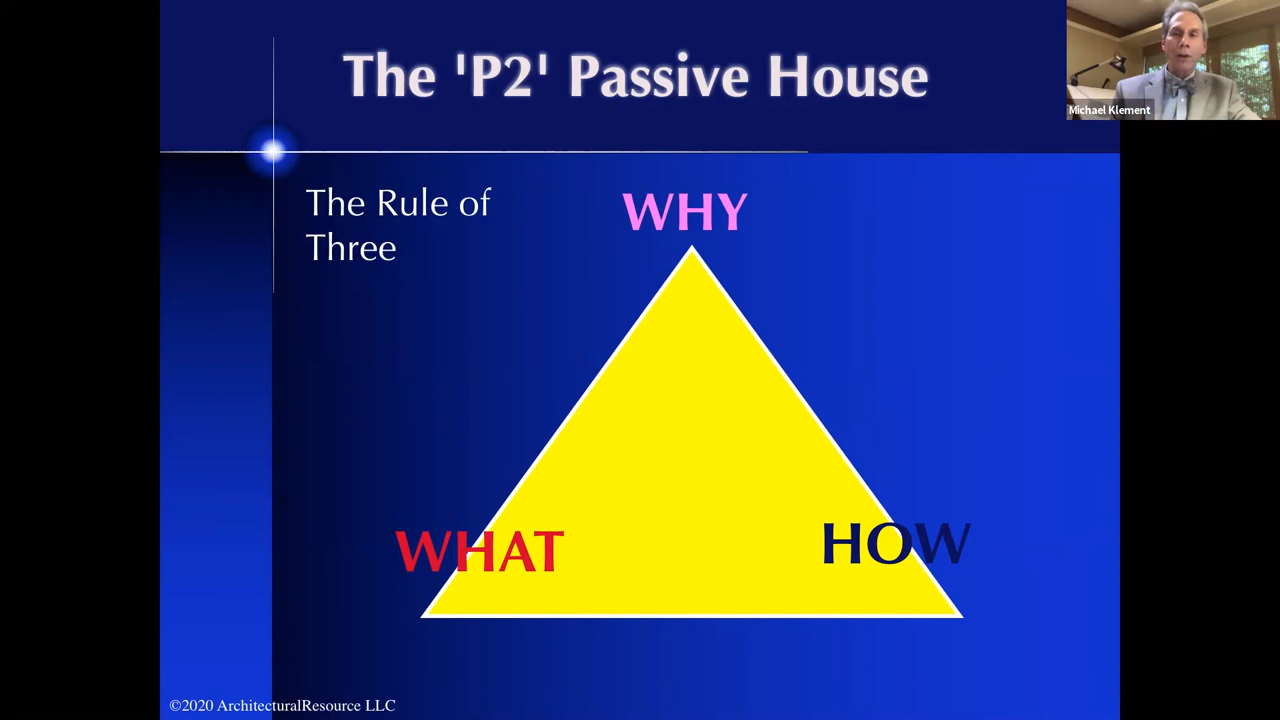 The 'P2' Passive House
Michael Klement
The Rule of
Three
WHY
WHAT
HOW
©2020 ArchitecturalResource LLC